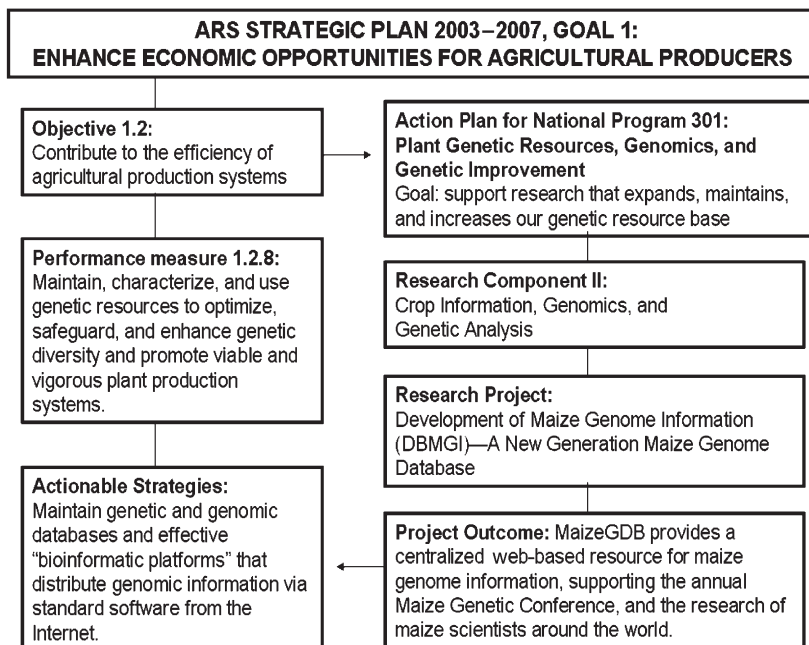 ARS STRATEGIC PLAN 2003–2007, GOAL 1:
ENHANCE ECONOMIC OPPORTUNITIES FOR AGRICULTURAL PRODUCERS
Objective 1.2:
Contribute to the efficiency of
agricultural production systems
Performance measure 1.2.8:
Maintain, characterize, and use
genetic resources to optimize,
safeguard, and enhance genetic
diversity and promote viable and
vigorous plant production
systems.
Actionable Strategies:
Maintain genetic and genomic
databases and effective
“bioinformatic platforms” that
distribute genomic information via
standard software from the
Internet.
Action Plan for National Program 301:
Plant Genetic Resources, Genomics, and
Genetic Improvement
Goal: support research that expands, maintains,
and increases our genetic resource base
Research Component II:
Crop Information, Genomics, and
Genetic Analysis
Research Project:
Development of Maize Genome Information
(DBMGI)—A New Generation Maize Genome
Database
Project Outcome: MaizeGDB provides a
centralized web-based resource for maize
genome information, supporting the annual
Maize Genetic Conference, and the research of
maize scientists around the world.